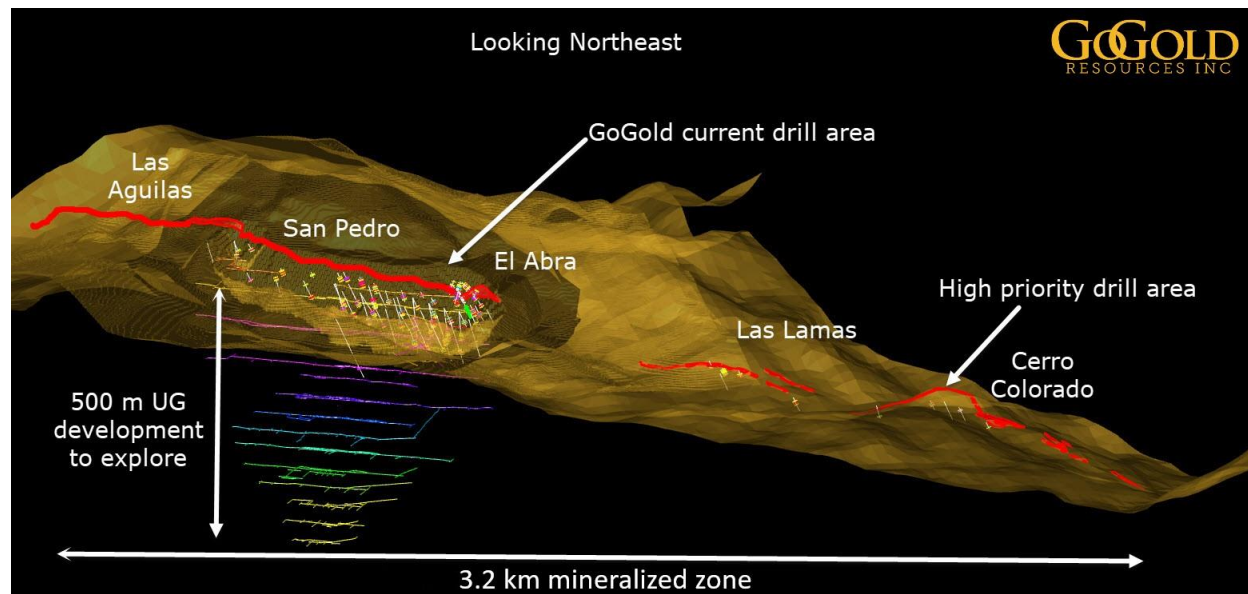 Looking Northeast
GOGOLD
RESOURCES INC
GoGold current drill area
Las
Aguilas
San Pedro
El Abra
High priority drill area
Las Lamas
Cerro
Colorado
500 m UG
development
to explore
3.2 km mineralized zone